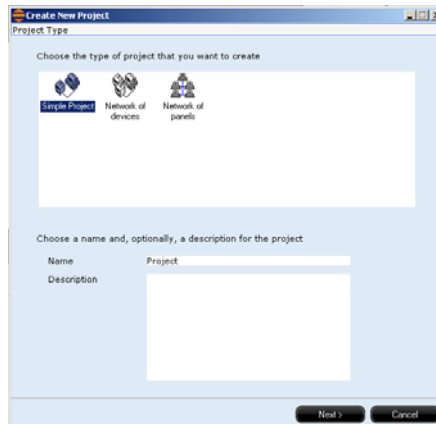 Create New Project
Project Type
Choose the type of project that you want to create
Simple Project
Network of devices
Network of panels
Choose a name and, optionally, a description for the project
Name Project
Description
Next >
Cancel